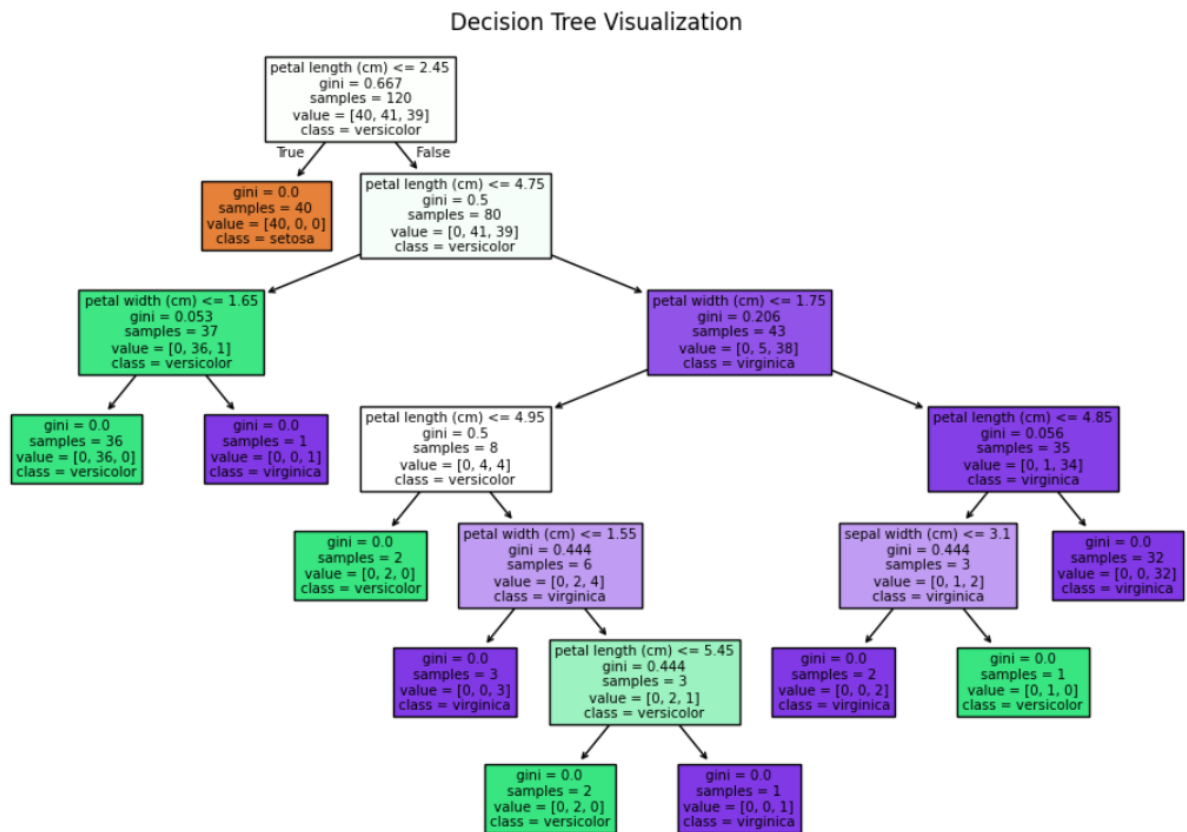 Decision Tree Visualization
petal length (cm) <= 2.45
gini = 0.667
samples = 120
value = [40, 41, 39]
class = versicolor
True
False
gini = 0.0
samples = 40
value = [40, 0, 0]
class = setosa
petal length (cm) <= 4.75
gini = 0.5
samples = 80
value = [0, 41, 39]
class = versicolor
petal width (cm) <= 1.65
gini = 0.053
samples = 37
value = [0, 36, 1]
class = versicolor
petal width (cm) <= 1.75
gini = 0.206
samples = 43
value = [0, 5, 38]
class = virginica
gini = 0.0
samples = 36
value = [0, 36, 0]
class = versicolor
gini = 0.0
samples = 1
value = [0, 0, 1]
class = virginica
petal length (cm) <= 4.95
gini = 0.5
samples = 8
value = [0, 4, 4]
class = versicolor
petal length (cm) <= 4.85
gini = 0.056
samples = 35
value = [0, 1, 34]
class = virginica
gini = 0.0
samples = 2
value = [0, 2, 0]
class = versicolor
petal width (cm) <= 1.55
gini = 0.444
samples = 6
value = [0, 2, 4]
class = virginica
sepal width (cm) <= 3.1
gini = 0.444
samples = 3
value = [0, 1, 2]
class = virginica
gini = 0.0
samples = 32
value = [0, 0, 32]
class = virginica
gini = 0.0
samples = 3
value = [0, 0, 3]
class = virginica
petal length (cm) <= 5.45
gini = 0.444
samples = 3
value = [0, 2, 1]
class = versicolor
gini = 0.0
samples = 2
value = [0, 0, 2]
class = virginica
gini = 0.0
samples = 1
value = [0, 1, 0]
class = versicolor
gini = 0.0
samples = 2
value = [0, 2, 0]
class = versicolor
gini = 0.0
samples = 1
value = [0, 0, 1]
class = virginica